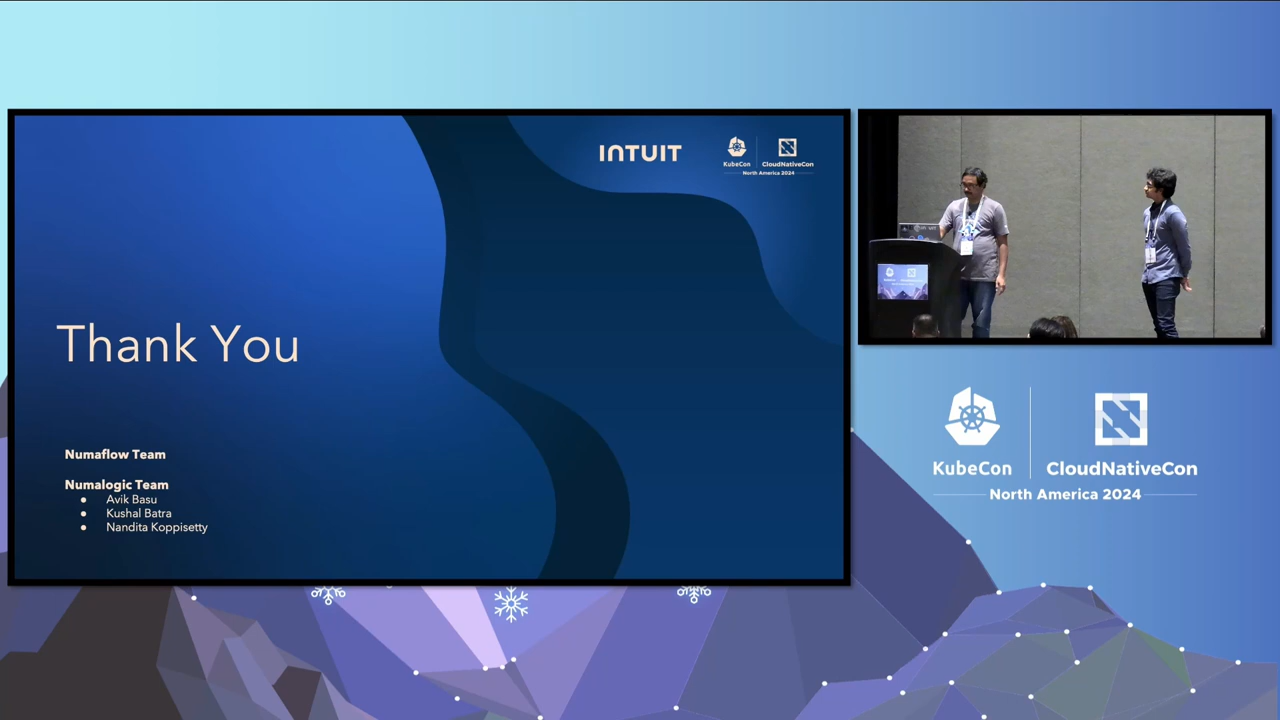 INTUIT
KubeCon
CloudNativeCon
North America 2024
Thank You
Numaflow Team
Numalogic Team
• Avik Basu
• Kushal Batra
• Nandita Koppisetty
KubeCon
CloudNativeCon
North America 2024